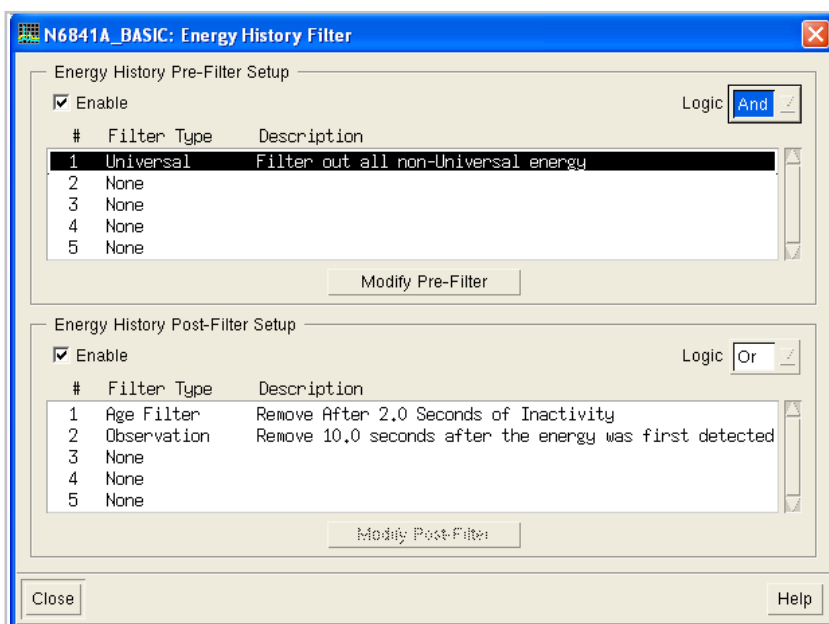 N6841A_BASIC: Energy History Filter
Energy History Pre-Filter Setup
Enable
Logic And
# Filter Type Description
1 Universal Filter out all non-Universal energy
2 None
3 None
4 None
5 None
Modify Pre-Filter
Energy History Post-Filter Setup
Enable
Logic Or
# Filter Type Description
1 Age Filter Remove After 2.0 Seconds of Inactivity
2 Observation Remove 10.0 seconds after the energy was first detected
3 None
4 None
5 None
Modify Post-Filter
Close
Help